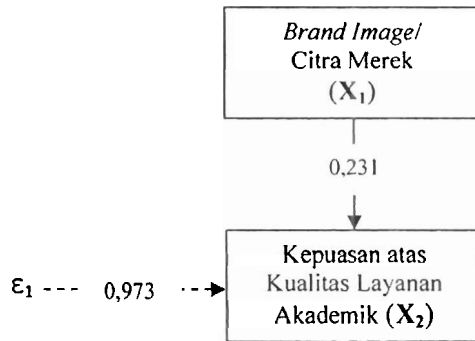 Brand Image/
Citra Merek
(X₁)
0,231
Kepuasan atas
Kualitas Layanan
Akademik (X₂)
ε₁ --- 0,973